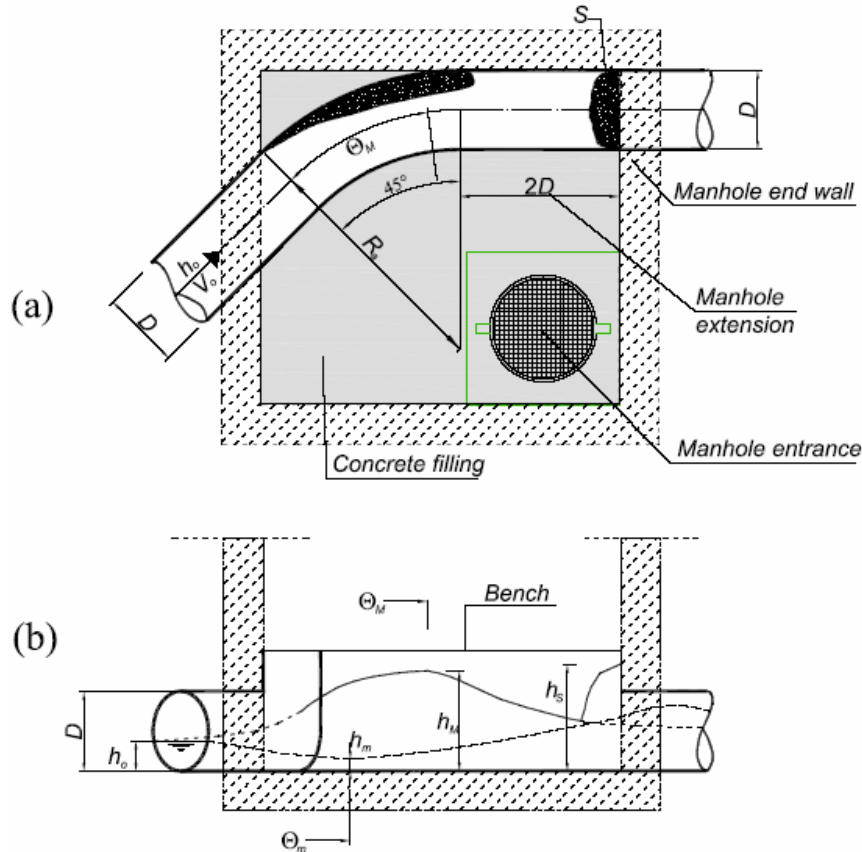 S
D
Θ_M
45°
2D
Manhole end wall
R_a
h_o
V_o
D
(a)
Manhole
extension
Manhole entrance
Concrete filling
Θ_M
Bench
(b)
D
h_o
h_m
h_M
h_S
Θ_m